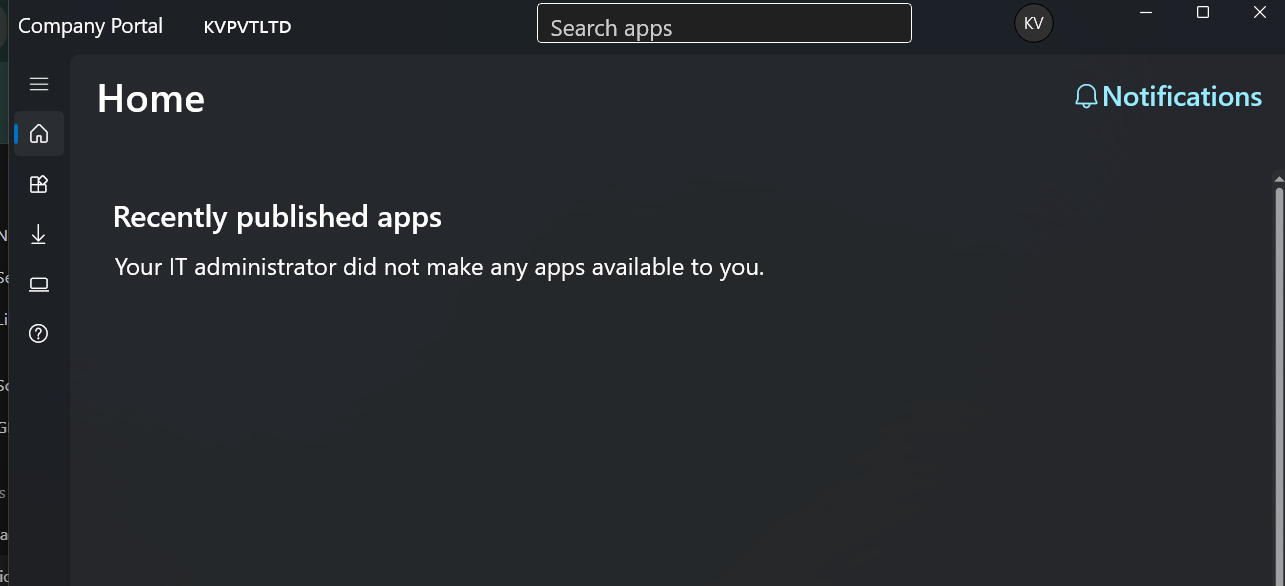 Company Portal
KVPVTLTD
Search apps
KV
Home
Notifications
Recently published apps
Your IT administrator did not make any apps available to you.